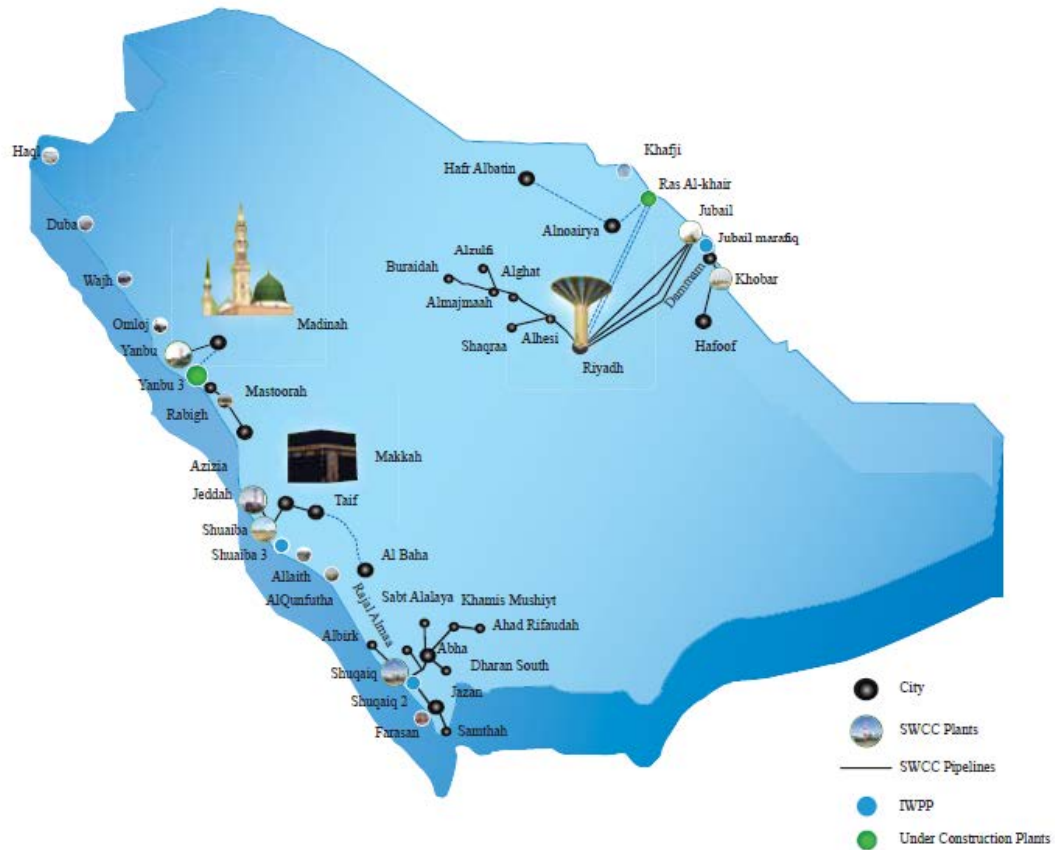 Haql
Khafji
Hafr Albatin
Ras Al-khair
Duba
Alnoairya
Jubail
Jubail marafiq
Alzulfi
Buraidah
Alghat
Wajh
Almajmaah
Dammam
Khobar
Omloj
Madinah
Shaqraa
Alhesi
Hafoof
Yanbu
Riyadh
Yanbu 3
Mastoorah
Rabigh
Azizia
Makkah
Jeddah
Taif
Shuaiba
Shuaiba 3
Al Baha
Allaith
AlQunfutha
Rajal Almaa
Sabt Alalaya
Khamis Mushiyt
Ahad Rifaudah
Albirk
Abha
Dharan South
Shuqaiq
Jazan
Shuqaiq 2
Farasan
Samthah
City
SWCC Plants
SWCC Pipelines
IWPP
Under Construction Plants